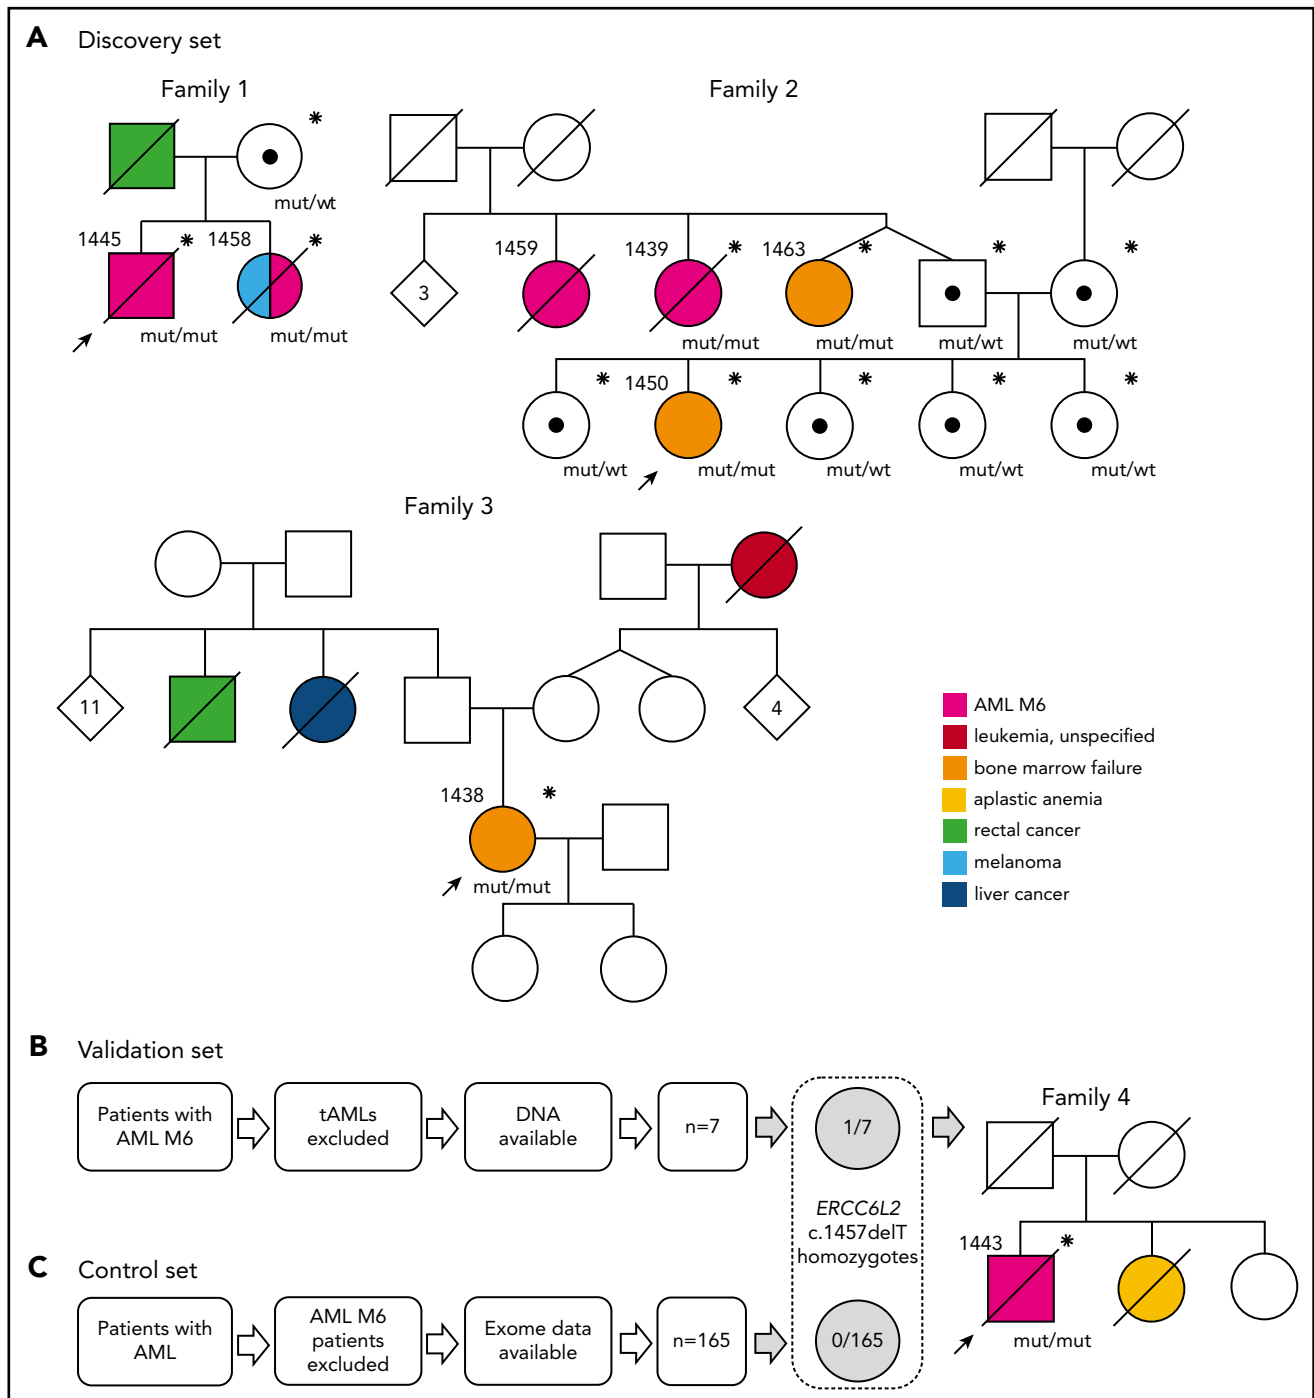 A Discovery set
Family 1
Family 2
*
mut/wt
1445
*
1458
*
mut/mut
mut/mut
3
1459
1439
*
1463
*
*
*
mut/mut
mut/mut
mut/wt
mut/wt
*
1450
*
*
*
*
mut/wt
mut/mut
mut/wt
mut/wt
mut/wt
Family 3
11
4
1438
*
mut/mut
AML M6
leukemia, unspecified
bone marrow failure
aplastic anemia
rectal cancer
melanoma
liver cancer
B Validation set
Patients with
AML M6
tAMLs
excluded
DNA
available
n=7
1/7
ERCC6L2
c.1457delT
homozygotes
Family 4
1443
*
mut/mut
C Control set
Patients with
AML
AML M6
patients
excluded
Exome data
available
n=165
0/165